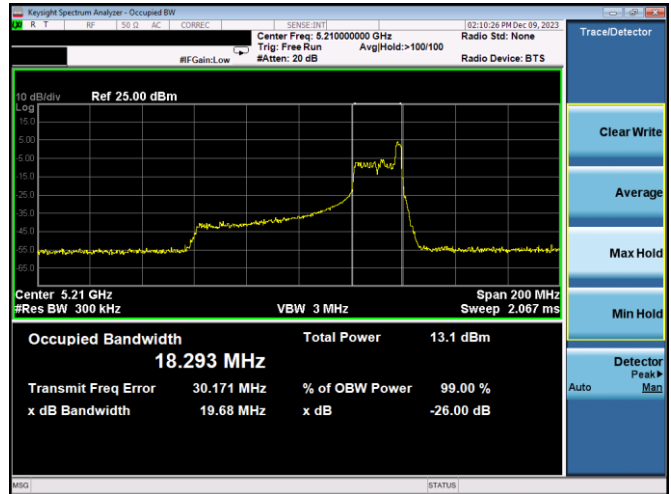 Keysight Spectrum Analyzer - Occupied BW
R T RF 50 Ω AC CORREC SENSE:INT 02:10:26 PM Dec 09, 2023
Center Freq: 5.210000000 GHz Radio Std: None
Trig: Free Run Avg|Hold:>100/100
#IFGain:Low #Atten: 20 dB Radio Device: BTS
Trace/Detector
10 dB/div Ref 25.00 dBm
Log
15.0
5.00
-5.00
-15.0
-25.0
-35.0
-45.0
-55.0
-65.0
Center 5.21 GHz Span 200 MHz
#Res BW 300 kHz VBW 3 MHz Sweep 2.067 ms
Occupied Bandwidth Total Power 13.1 dBm
18.293 MHz
Transmit Freq Error 30.171 MHz % of OBW Power 99.00 %
x dB Bandwidth 19.68 MHz x dB -26.00 dB
Clear Write
Average
Max Hold
Min Hold
Detector
Peak▶
Auto Man
MSG STATUS